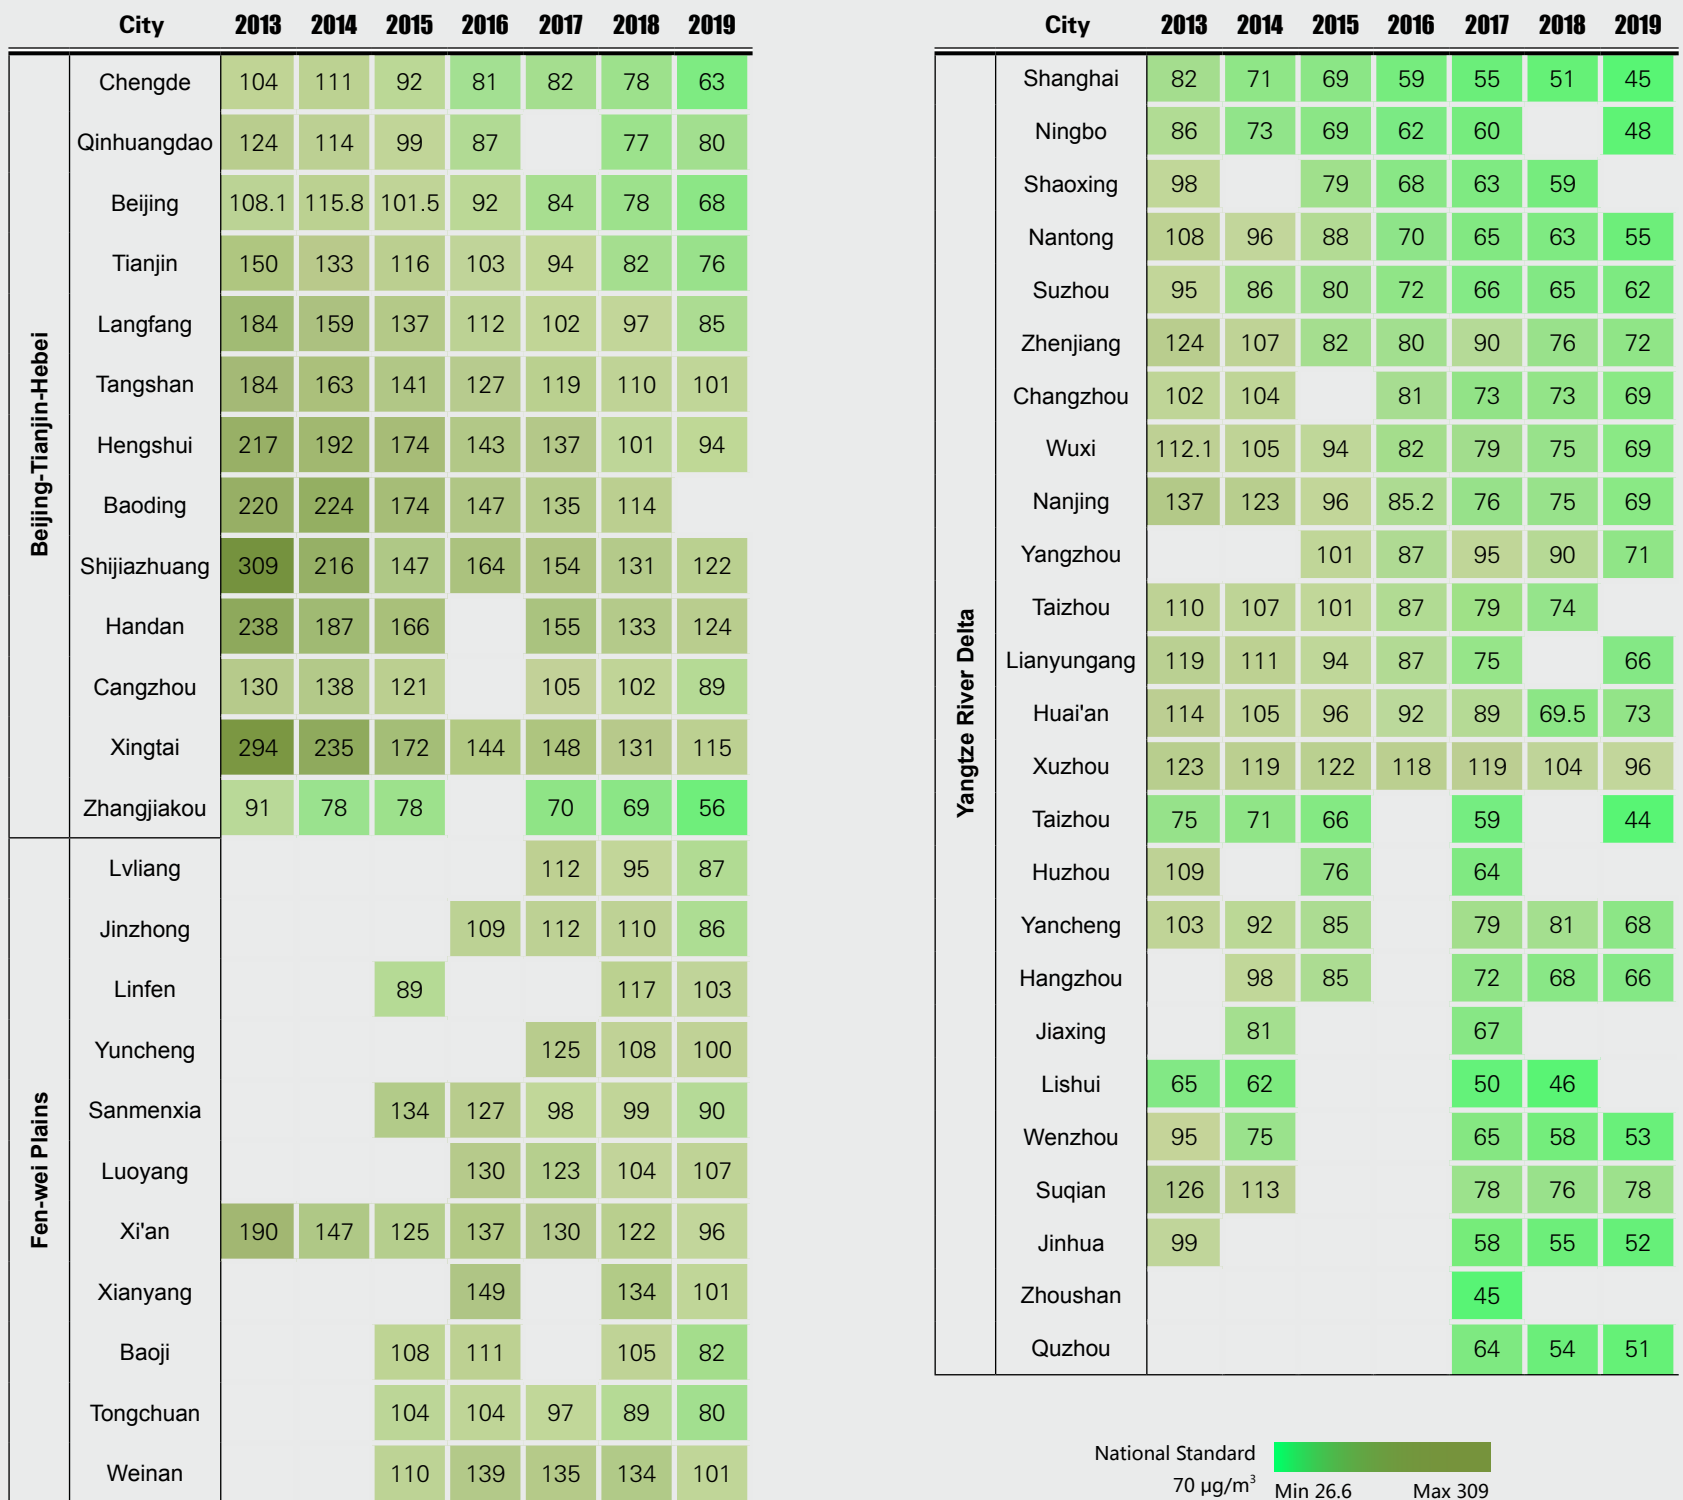 City 2013 2014 2015 2016 2017 2018 2019
Beijing-Tianjin-Hebei
Chengde 104 111 92 81 82 78 63
Qinhuangdao 124 114 99 87 77 80
Beijing 108.1 115.8 101.5 92 84 78 68
Tianjin 150 133 116 103 94 82 76
Langfang 184 159 137 112 102 97 85
Tangshan 184 163 141 127 119 110 101
Hengshui 217 192 174 143 137 101 94
Baoding 220 224 174 147 135 114
Shijiazhuang 309 216 147 164 154 131 122
Handan 238 187 166 155 133 124
Cangzhou 130 138 121 105 102 89
Xingtai 294 235 172 144 148 131 115
Zhangjiakou 91 78 78 70 69 56
Fen-wei Plains
Lvliang 112 95 87
Jinzhong 109 112 110 86
Linfen 89 117 103
Yuncheng 125 108 100
Sanmenxia 134 127 98 99 90
Luoyang 130 123 104 107
Xi'an 190 147 125 137 130 122 96
Xianyang 149 134 101
Baoji 108 111 105 82
Tongchuan 104 104 97 89 80
Weinan 110 139 135 134 101
City 2013 2014 2015 2016 2017 2018 2019
Yangtze River Delta
Shanghai 82 71 69 59 55 51 45
Ningbo 86 73 69 62 60 48
Shaoxing 98 79 68 63 59
Nantong 108 96 88 70 65 63 55
Suzhou 95 86 80 72 66 65 62
Zhenjiang 124 107 82 80 90 76 72
Changzhou 102 104 81 73 73 69
Wuxi 112.1 105 94 82 79 75 69
Nanjing 137 123 96 85.2 76 75 69
Yangzhou 101 87 95 90 71
Taizhou 110 107 101 87 79 74
Lianyungang 119 111 94 87 75 66
Huai'an 114 105 96 92 89 69.5 73
Xuzhou 123 119 122 118 119 104 96
Taizhou 75 71 66 59 44
Huzhou 109 76 64
Yancheng 103 92 85 79 81 68
Hangzhou 98 85 72 68 66
Jiaxing 81 67
Lishui 65 62 50 46
Wenzhou 95 75 65 58 53
Suqian 126 113 78 76 78
Jinhua 99 58 55 52
Zhoushan 45
Quzhou 64 54 51
National Standard
70 μg/m³ Min 26.6 Max 309